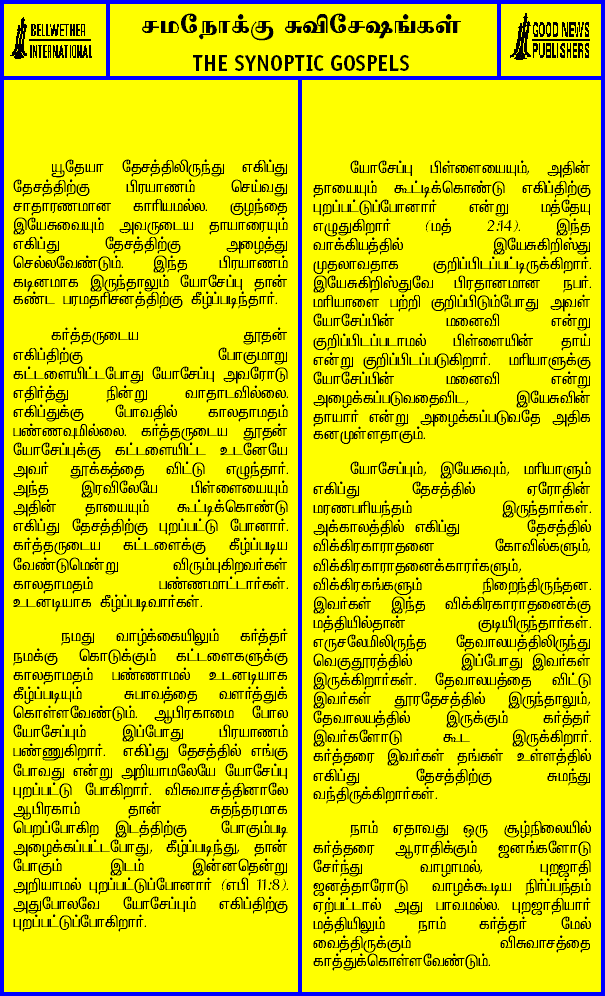 BELLWETHER
INTERNATIONAL
சமநோக்கு சுவிசேஷங்கள்
THE SYNOPTIC GOSPELS
GOOD NEWS
PUBLISHERS
யூதேயா தேசத்திலிருந்து எகிப்து
தேசத்திற்கு பிரயாணம் செய்வது
சாதாரணமான காரியமல்ல. குழந்தை
இயேசுவையும் அவருடைய தாயாரையும்
எகிப்து தேசத்திற்கு அழைத்து
செல்லவேண்டும். இந்த பிரயாணம்
கடினமாக இருந்தாலும் யோசேப்பு தான்
கண்ட பரமதரிசனத்திற்கு கீழ்ப்படிந்தார்.
கர்த்தருடைய தூதன்
எகிப்திற்கு போகுமாறு
கட்டளையிட்டபோது யோசேப்பு அவரோடு
எதிர்த்து நின்று வாதாடவில்லை.
எகிப்துக்கு போவதில் காலதாமதம்
பண்ணவுமில்லை. கர்த்தருடைய தூதன்
யோசேப்புக்கு கட்டளையிட்ட உடனேயே
அவர் தூக்கத்தை விட்டு எழுந்தார்.
அந்த இரவிலேயே பிள்ளையையும்
அதின் தாயையும் கூட்டிக்கொண்டு
எகிப்து தேசத்திற்கு புறப்பட்டு போனார்.
கர்த்தருடைய கட்டளைக்கு கீழ்ப்படிய
வேண்டுமென்று விரும்புகிறவர்கள்
காலதாமதம் பண்ணமாட்டார்கள்.
உடனடியாக கீழ்ப்படிவார்கள்.
நமது வாழ்க்கையிலும் கர்த்தர்
நமக்கு கொடுக்கும் கட்டளைகளுக்கு
காலதாமதம் பண்ணாமல் உடனடியாக
கீழ்ப்படியும் சுபாவத்தை வளர்த்துக்
கொள்ளவேண்டும். ஆபிரகாமை போல
யோசேப்பும் இப்போது பிரயாணம்
பண்ணுகிறார். எகிப்து தேசத்தில் எங்கு
போவது என்று அறியாமலேயே யோசேப்பு
புறப்பட்டு போகிறார். விசுவாசத்தினாலே
ஆபிரகாம் தான் சுதந்தரமாக
பெறப்போகிற இடத்திற்கு போகும்படி
அழைக்கப்பட்டபோது, கீழ்ப்படிந்து, தான்
போகும் இடம் இன்னதென்று
அறியாமல் புறப்பட்டுப்போனார் (எபி 11:8).
அதுபோலவே யோசேப்பும் எகிப்திற்கு
புறப்பட்டுப்போகிறார்.
யோசேப்பு பிள்ளையையும், அதின்
தாயையும் கூட்டிக்கொண்டு எகிப்திற்கு
புறப்பட்டுப்போனார் என்று மத்தேயு
எழுதுகிறார் (மத் 2:14). இந்த
வாக்கியத்தில் இயேசுகிறிஸ்து
முதலாவதாக குறிப்பிடப்பட்டிருக்கிறார்.
இயேசுகிறிஸ்துவே பிரதானமான நபர்.
மரியாளை பற்றி குறிப்பிடும்போது அவள்
யோசேப்பின் மனைவி என்று
குறிப்பிடப்படாமல் பிள்ளையின் தாய்
என்று குறிப்பிடப்படுகிறார். மரியாளுக்கு
யோசேப்பின் மனைவி என்று
அழைக்கப்படுவதைவிட, இயேசுவின்
தாயார் என்று அழைக்கப்படுவதே அதிக
கனமுள்ளதாகும்.
யோசேப்பும், இயேசுவும், மரியாளும்
எகிப்து தேசத்தில் ஏரோதின்
மரணபரியந்தம் இருந்தார்கள்.
அக்காலத்தில் எகிப்து தேசத்தில்
விக்கிரகாராதனை கோவில்களும்,
விக்கிரகாராதனைக்காரர்களும்,
விக்கிரகங்களும் நிறைந்திருந்தன.
இவர்கள் இந்த விக்கிரகாராதனைக்கு
மத்தியில்தான் குடியிருந்தார்கள்.
எருசலேமிலிருந்த தேவாலயத்திலிருந்து
வெகுதூரத்தில் இப்போது இவர்கள்
இருக்கிறார்கள். தேவாலயத்தை விட்டு
இவர்கள் தூரதேசத்தில் இருந்தாலும்,
தேவாலயத்தில் இருக்கும் கர்த்தர்
இவர்களோடு கூட இருக்கிறார்.
கர்த்தரை இவர்கள் தங்கள் உள்ளத்தில்
எகிப்து தேசத்திற்கு சுமந்து
வந்திருக்கிறார்கள்.
நாம் ஏதாவது ஒரு சூழ்நிலையில்
கர்த்தரை ஆராதிக்கும் ஜனங்களோடு
சேர்ந்து வாழாமல், புறஜாதி
ஜனத்தாரோடு வாழக்கூடிய நிர்ப்பந்தம்
ஏற்பட்டால் அது பாவமல்ல. புறஜாதியார்
மத்தியிலும் நாம் கர்த்தர் மேல்
வைத்திருக்கும் விசுவாசத்தை
காத்துக்கொள்ளவேண்டும்.